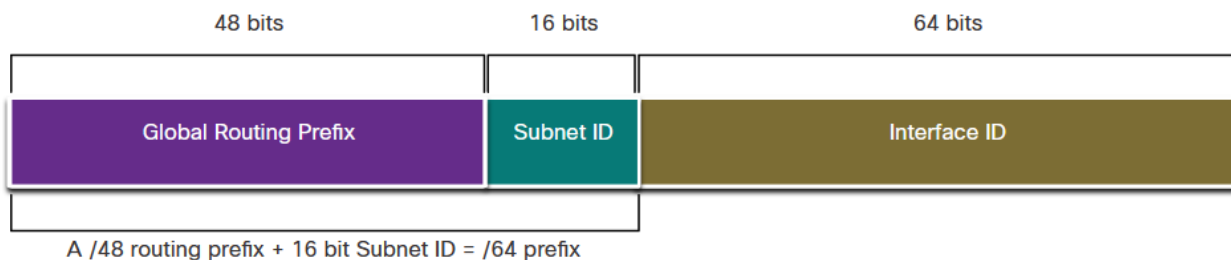 48 bits 16 bits 64 bits
Global Routing Prefix Subnet ID Interface ID
A /48 routing prefix + 16 bit Subnet ID = /64 prefix